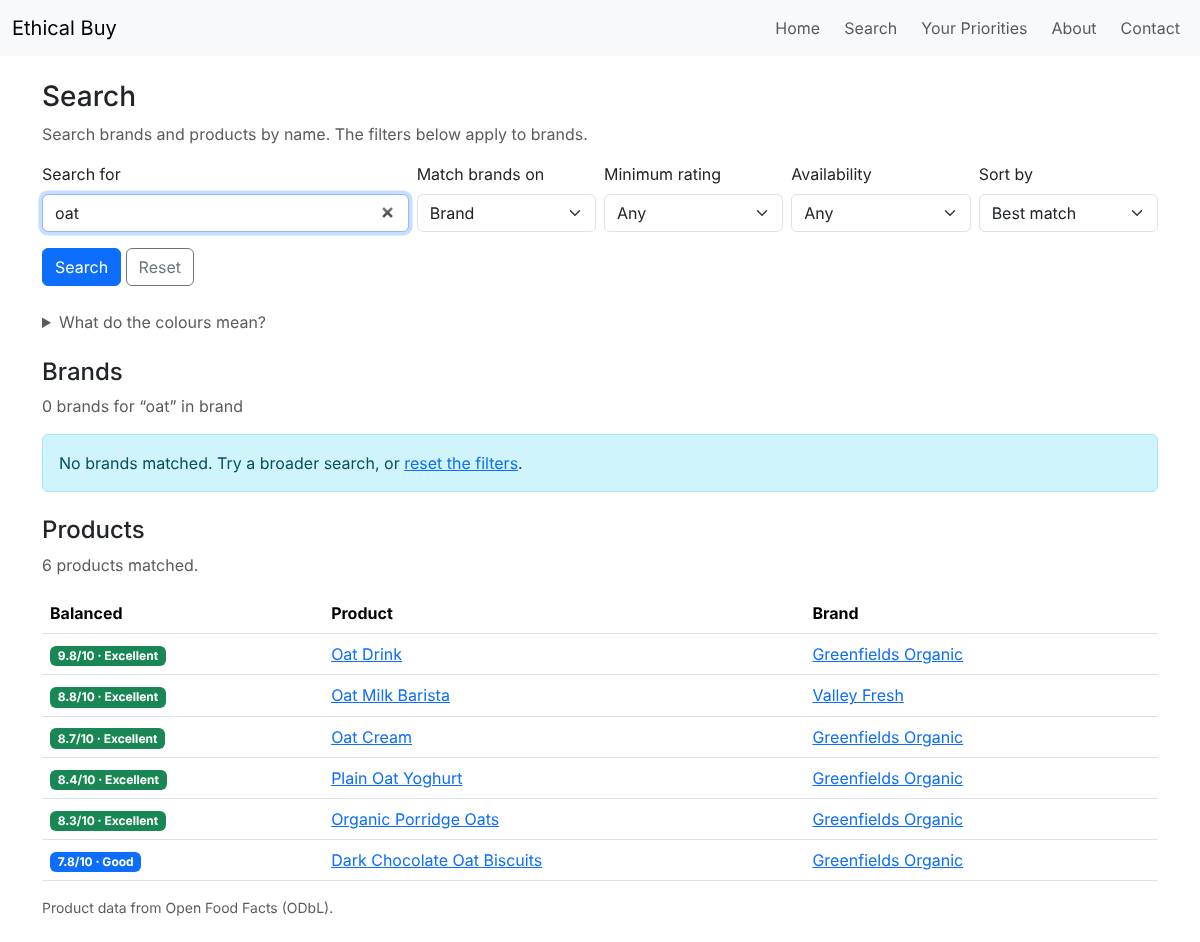 Ethical Buy
Home Search Your Priorities About Contact
Search
Search brands and products by name. The filters below apply to brands.
Search for Match brands on Minimum rating Availability Sort by
oat × Brand Any Any Best match
Search Reset
▶ What do the colours mean?
Brands
0 brands for “oat” in brand
No brands matched. Try a broader search, or reset the filters.
Products
6 products matched.
Balanced Product Brand
9.8/10 · Excellent Oat Drink Greenfields Organic
8.8/10 · Excellent Oat Milk Barista Valley Fresh
8.7/10 · Excellent Oat Cream Greenfields Organic
8.4/10 · Excellent Plain Oat Yoghurt Greenfields Organic
8.3/10 · Excellent Organic Porridge Oats Greenfields Organic
7.8/10 · Good Dark Chocolate Oat Biscuits Greenfields Organic
Product data from Open Food Facts (ODbL).